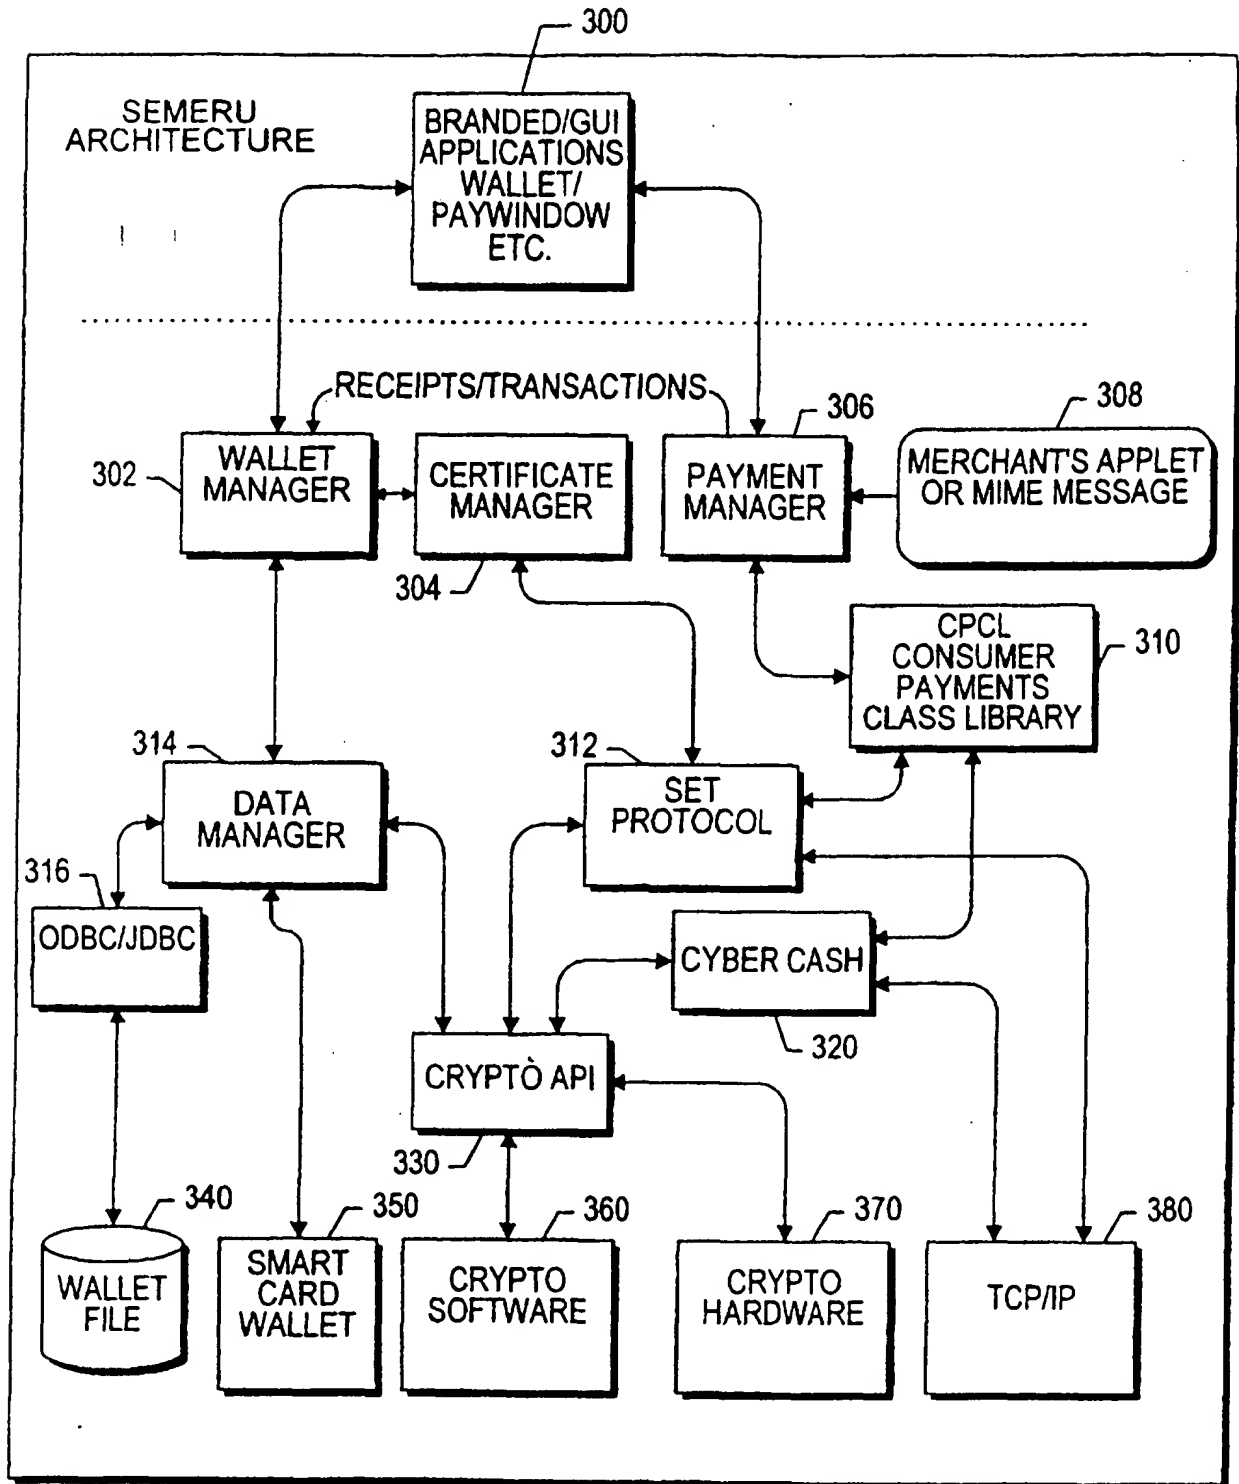 300
SEMERU
ARCHITECTURE
BRANDED/GUI
APPLICATIONS
WALLET/
PAYWINDOW
ETC.
RECEIPTS/TRANSACTIONS
302
WALLET
MANAGER
CERTIFICATE
MANAGER
304
306
PAYMENT
MANAGER
308
MERCHANT'S APPLET
OR MIME MESSAGE
CPCL
CONSUMER
PAYMENTS
CLASS LIBRARY
310
314
DATA
MANAGER
312
SET
PROTOCOL
316
ODBC/JDBC
CYBER CASH
320
CRYPTÒ API
330
340
WALLET
FILE
350
SMART
CARD
WALLET
360
CRYPTO
SOFTWARE
370
CRYPTO
HARDWARE
380
TCP/IP